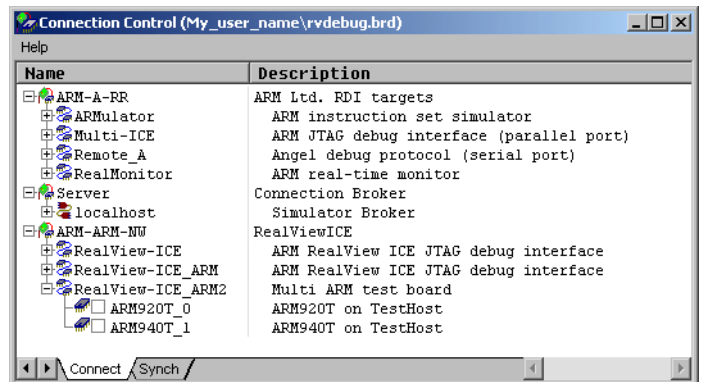 Connection Control (My_user_name\rvdebug.brd)
Help
Name Description
ARM-A-RR ARM Ltd. RDI targets
ARMulator ARM instruction set simulator
Multi-ICE ARM JTAG debug interface (parallel port)
Remote_A Angel debug protocol (serial port)
RealMonitor ARM real-time monitor
Server Connection Broker
localhost Simulator Broker
ARM-ARM-NW RealViewICE
RealView-ICE ARM RealView ICE JTAG debug interface
RealView-ICE_ARM ARM RealView ICE JTAG debug interface
RealView-ICE_ARM2 Multi ARM test board
ARM920T_0 ARM920T on TestHost
ARM940T_1 ARM940T on TestHost
Connect Synch